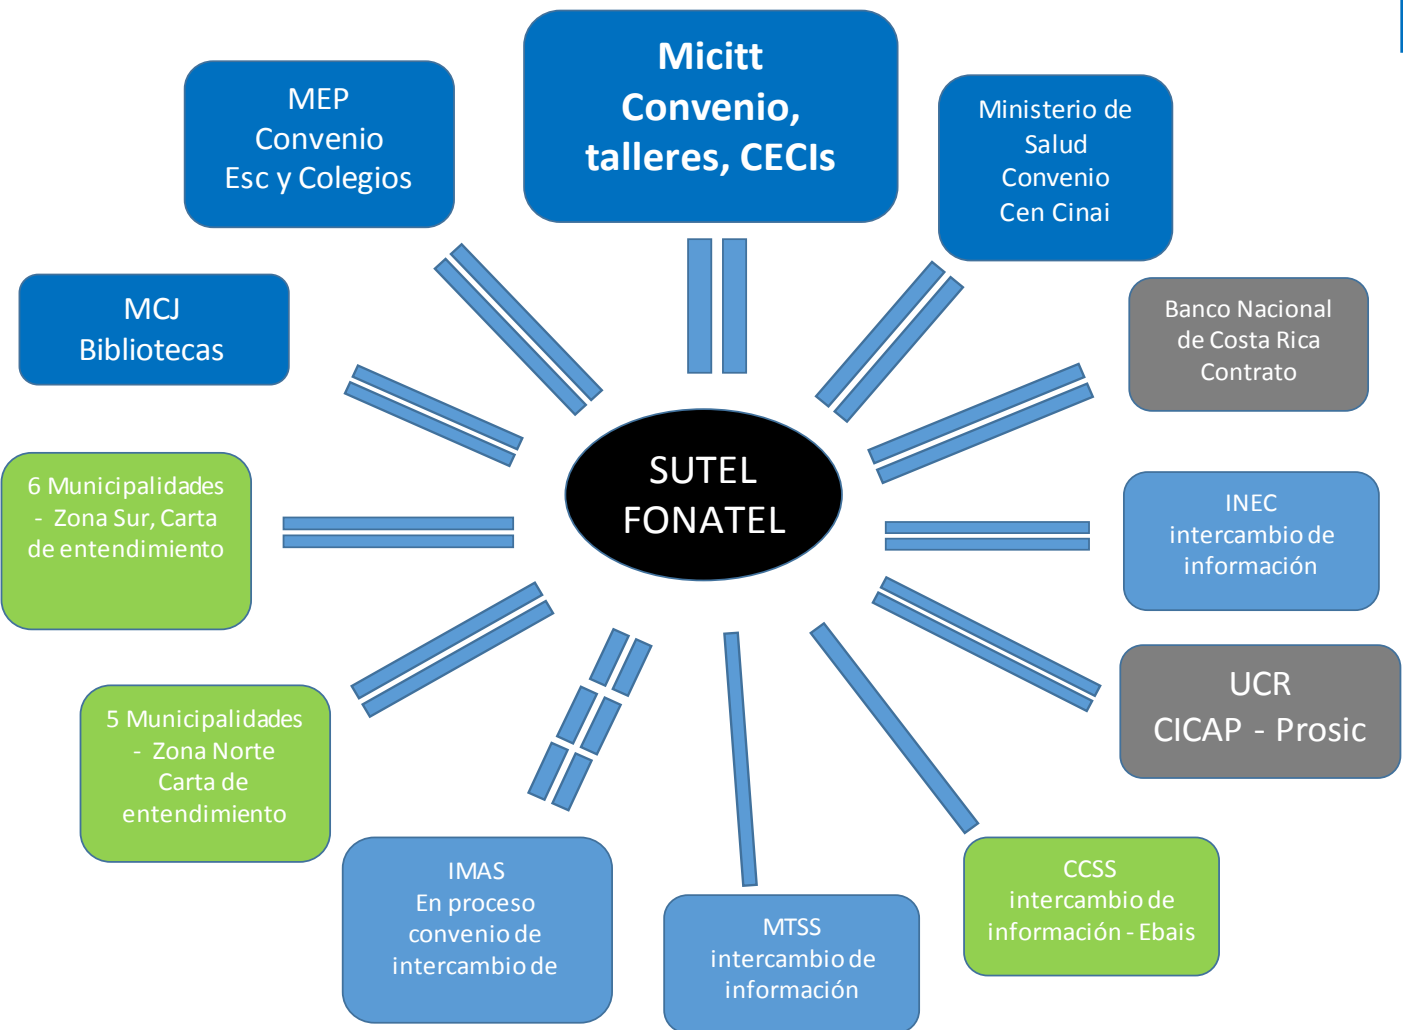 Micitt
Convenio,
talleres, CECIs
MEP
Convenio
Esc y Colegios
Ministerio de
Salud
Convenio
Cen Cinai
MCJ
Bibliotecas
Banco Nacional
de Costa Rica
Contrato
SUTEL
FONATEL
6 Municipalidades
- Zona Sur, Carta
de entendimiento
INEC
intercambio de
información
UCR
CICAP - Prosic
5 Municipalidades
- Zona Norte
Carta de
entendimiento
IMAS
En proceso
convenio de
intercambio de
MTSS
intercambio de
información
CCSS
intercambio de
información - Ebais